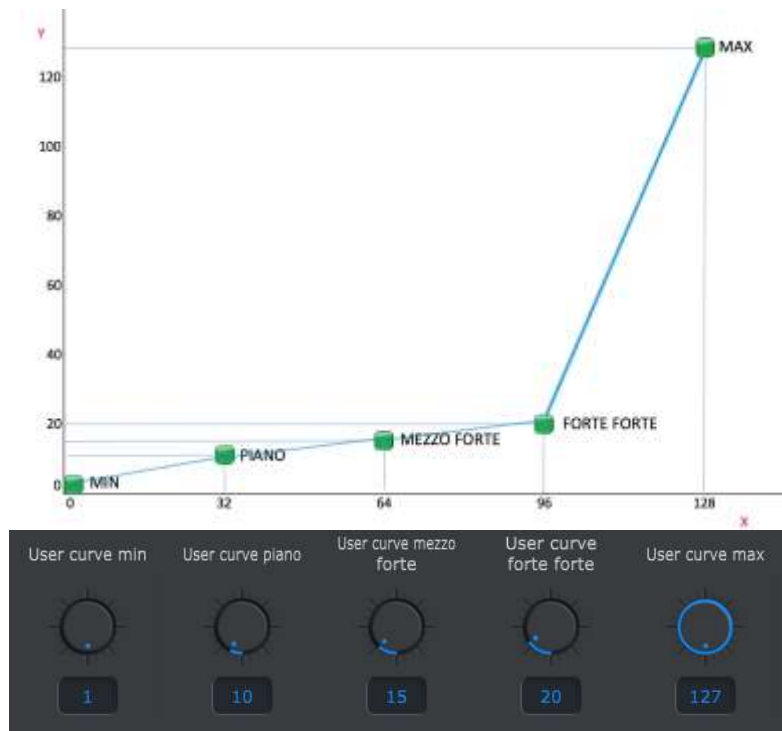 Y
MAX
120
100
80
60
40
20
FORTE FORTE
MEZZO FORTE
PIANO
0
MIN
0 32 64 96 128
X
User curve min
User curve piano
User curve mezzo
forte
User curve
forte forte
User curve max
1
10
15
20
127